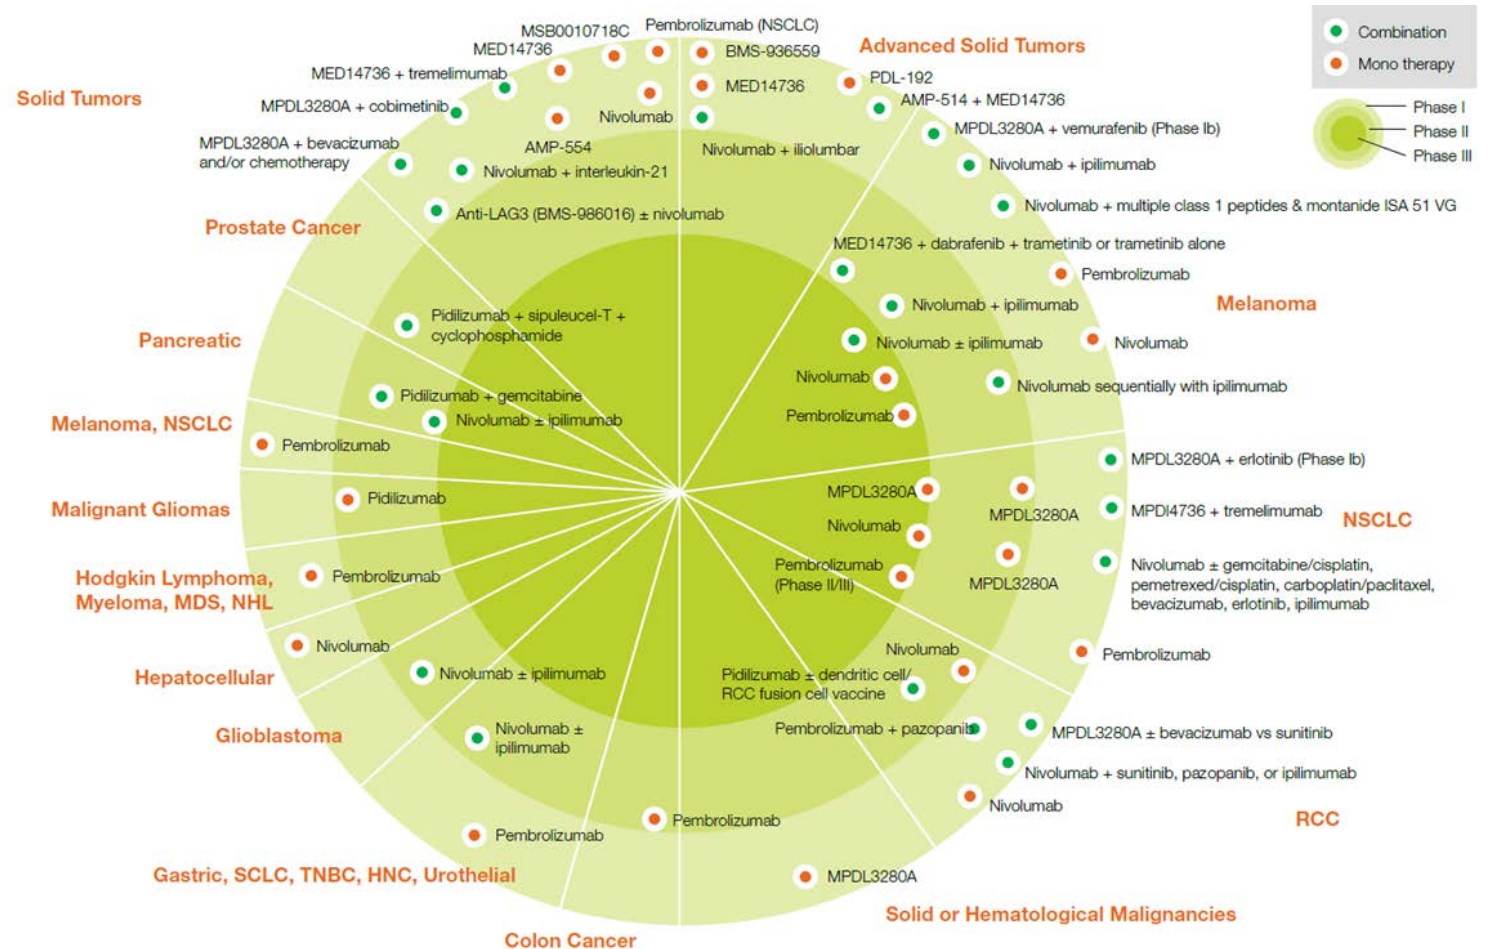 Pembrolizumab (NSCLC)
MSB0010718C
MED14736
MED14736 + tremelimumab
MPDL3280A + cobimetinib
MPDL3280A + bevacizumab
and/or chemotherapy
Solid Tumors
Nivolumab
AMP-554
Nivolumab + interleukin-21
Anti-LAG3 (BMS-986016) ± nivolumab
BMS-936559
MED14736
Nivolumab + iliolumbar
Advanced Solid Tumors
PDL-192
AMP-514 + MED14736
Combination
Mono therapy
Phase I
Phase II
Phase III
MPDL3280A + vemurafenib (Phase Ib)
Nivolumab + ipilimumab
Nivolumab + multiple class 1 peptides & montanide ISA 51 VG
MED14736 + dabrafenib + trametinib or trametinib alone
Pembrolizumab
Nivolumab + ipilimumab
Melanoma
Nivolumab ± ipilimumab
Nivolumab
Nivolumab
Nivolumab sequentially with ipilimumab
Pembrolizumab
Prostate Cancer
Pidilizumab + sipuleucel-T +
cyclophosphamide
Pancreatic
Pidilizumab + gemcitabine
Nivolumab ± ipilimumab
Melanoma, NSCLC
Pembrolizumab
Malignant Gliomas
Pidilizumab
Hodgkin Lymphoma,
Myeloma, MDS, NHL
Pembrolizumab
Hepatocellular
Nivolumab
Nivolumab ± ipilimumab
Glioblastoma
Nivolumab ±
ipilimumab
Gastric, SCLC, TNBC, HNC, Urothelial
Pembrolizumab
Colon Cancer
Pembrolizumab
MPDL3280A + erlotinib (Phase Ib)
MPDL3280A
MPDL3280A
MPDI4736 + tremelimumab
NSCLC
Nivolumab
MPDL3280A
Pembrolizumab
(Phase II/III)
Nivolumab ± gemcitabine/cisplatin,
pemetrexed/cisplatin, carboplatin/paclitaxel,
bevacizumab, erlotinib, ipilimumab
Pembrolizumab
Nivolumab
Pidilizumab ± dendritic cell/
RCC fusion cell vaccine
Pembrolizumab + pazopanib
MPDL3280A ± bevacizumab vs sunitinib
Nivolumab + sunitinib, pazopanib, or ipilimumab
Nivolumab
RCC
MPDL3280A
Solid or Hematological Malignancies